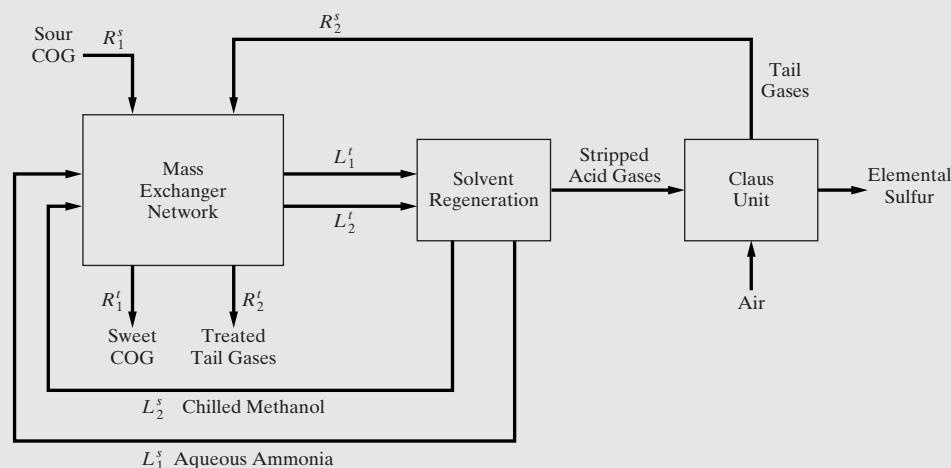 Sour
COG
R₁ˢ
R₂ˢ
Tail
Gases
Mass
Exchanger
Network
L₁ᵗ
L₂ᵗ
Solvent
Regeneration
Stripped
Acid Gases
Claus
Unit
Elemental
Sulfur
R₁ᵗ
R₂ᵗ
Air
Sweet
COG
Treated
Tail Gases
L₂ˢ Chilled Methanol
L₁ˢ Aqueous Ammonia